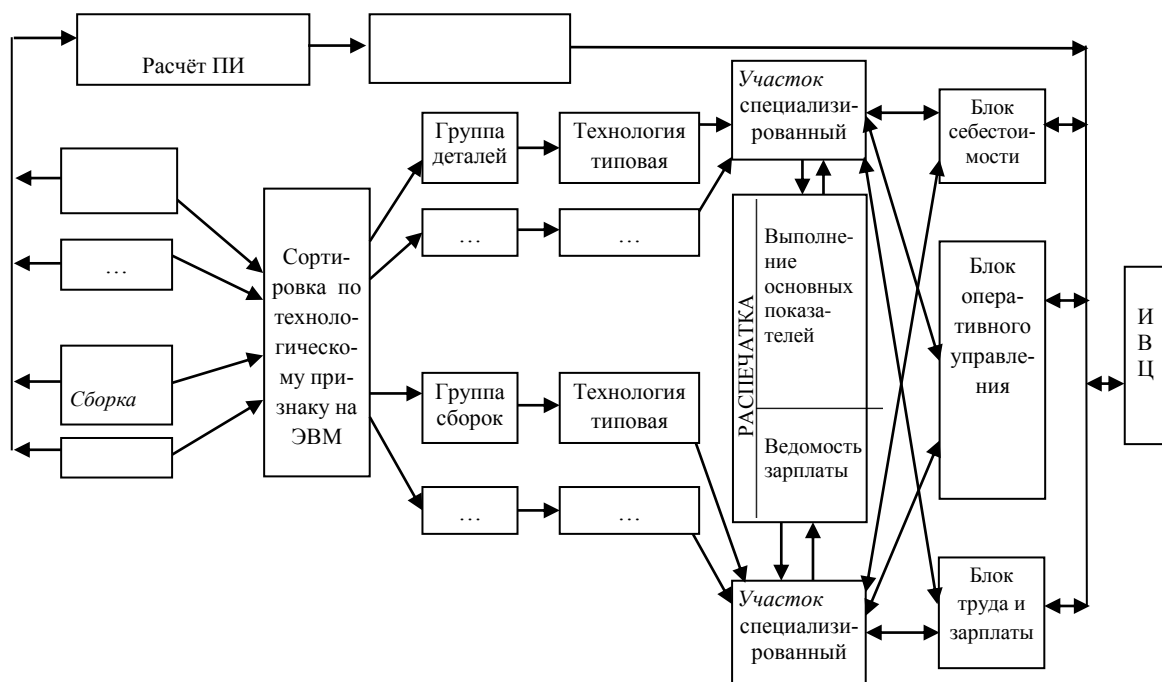 Расчёт ПИ
Участок
специализи-
рованный
Блок
себестои-
мости
Группа
деталей
Технология
типовая
…
…
…
Сорти-
ровка по
техноло-
гическому при-
знаку на
ЭВМ
РАСПЕЧАТКА
Выполне-
ние
основных
показа-
телей
Блок
опера-
тивного
управле-
ния
И
В
Ц
Сборка
Группа
сборок
Технология
типовая
Ведомость
зарплаты
…
…
Участок
специализи-
рованный
Блок
труда и
зарплаты